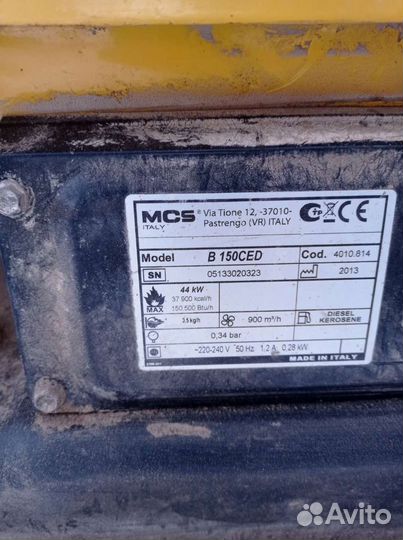 MCS® Via Tione 12, -37010-
ITALY Pastrengo (VR) ITALY
Model B 150CED Cod. 4010.814
SN 05133020323 2013
44 kW
37 900 kcal/h
MAX 150 500 Btu/h
3,5 kg/h 900 m³/h DIESEL
KEROSENE
0,34 bar
~220-240 V 50 Hz 1,2 A 0.28 kW
MADE IN ITALY
Avito